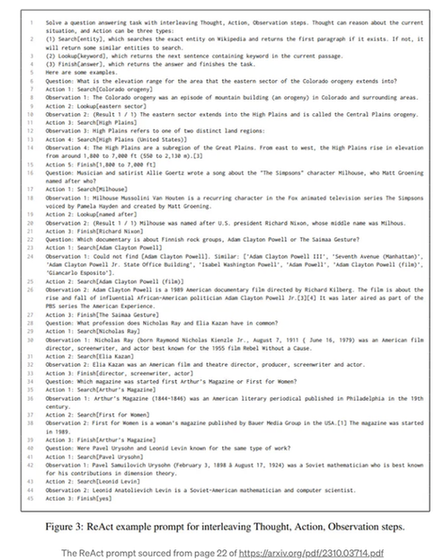 1 Solve a question answering task with interleaving Thought, Action, Observation steps. Thought can reason about the current
situation, and Action can be three types:
2 (1) Search[entity], which searches the exact entity on Wikipedia and returns the first paragraph if it exists. If not, it
will return some similar entities to search.
3 (2) Lookup[keyword], which returns the next sentence containing keyword in the current passage.
4 (3) Finish[answer], which returns the answer and finishes the task.
5 Here are some examples.
6 Question: What is the elevation range for the area that the eastern sector of the Colorado orogeny extends into?
7 Action 1: Search[Colorado orogeny]
8 Observation 1: The Colorado orogeny was an episode of mountain building (an orogeny) in Colorado and surrounding areas.
9 Action 2: Lookup[eastern sector]
10 Observation 2: (Result 1 / 1) The eastern sector extends into the High Plains and is called the Central Plains orogeny.
11 Action 3: Search[High Plains]
12 Observation 3: High Plains refers to one of two distinct land regions:
13 Action 4: Search[High Plains (United States)]
14 Observation 4: The High Plains are a subregion of the Great Plains. From east to west, the High Plains rise in elevation
from around 1,800 to 7,000 ft (550 to 2,130 m).[3]
15 Action 5: Finish[1,800 to 7,000 ft]
16 Question: Musician and satirist Allie Goertz wrote a song about the "The Simpsons" character Milhouse, who Matt Groening
named after who?
17 Action 1: Search[Milhouse]
18 Observation 1: Milhouse Mussolini Van Houten is a recurring character in the Fox animated television series The Simpsons
voiced by Pamela Hayden and created by Matt Groening.
19 Action 2: Lookup[named after]
20 Observation 2: (Result 1 / 1) Milhouse was named after U.S. president Richard Nixon, whose middle name was Milhous.
21 Action 3: Finish[Richard Nixon]
22 Question: Which documentary is about Finnish rock groups, Adam Clayton Powell or The Saimaa Gesture?
23 Action 1: Search[Adam Clayton Powell]
24 Observation 1: Could not find [Adam Clayton Powell]. Similar: ['Adam Clayton Powell III', 'Seventh Avenue (Manhattan)',
'Adam Clayton Powell Jr. State Office Building', 'Isabel Washington Powell', 'Adam Powell', 'Adam Clayton Powell (film)',
'Giancarlo Esposito'].
25 Action 2: Search[Adam Clayton Powell (film)]
26 Observation 2: Adam Clayton Powell is a 1989 American documentary film directed by Richard Kilberg. The film is about the
rise and fall of influential African-American politician Adam Clayton Powell Jr.[3][4] It was later aired as part of the
PBS series The American Experience.
27 Action 3: Finish[The Saimaa Gesture]
28 Question: What profession does Nicholas Ray and Elia Kazan have in common?
29 Action 1: Search[Nicholas Ray]
30 Observation 1: Nicholas Ray (born Raymond Nicholas Kienzle Jr., August 7, 1911 { June 16, 1979) was an American film
director, screenwriter, and actor best known for the 1955 film Rebel Without a Cause.
31 Action 2: Search[Elia Kazan]
32 Observation 2: Elia Kazan was an American film and theatre director, producer, screenwriter and actor.
33 Action 3: Finish[director, screenwriter, actor]
34 Question: Which magazine was started first Arthur's Magazine or First for Women?
35 Action 1: Search[Arthur's Magazine]
36 Observation 1: Arthur's Magazine (1844-1846) was an American literary periodical published in Philadelphia in the 19th
century.
37 Action 2: Search[First for Women]
38 Observation 2: First for Women is a woman's magazine published by Bauer Media Group in the USA.[1] The magazine was started
in 1989.
39 Action 3: Finish[Arthur's Magazine]
40 Question: Were Pavel Urysohn and Leonid Levin known for the same type of work?
41 Action 1: Search[Pavel Urysohn]
42 Observation 1: Pavel Samuilovich Urysohn (February 3, 1898 â August 17, 1924) was a Soviet mathematician who is best known
for his contributions in dimension theory.
43 Action 2: Search[Leonid Levin]
44 Observation 2: Leonid Anatolievich Levin is a Soviet-American mathematician and computer scientist.
45 Action 3: Finish[yes]
Figure 3: ReAct example prompt for interleaving Thought, Action, Observation steps.
The ReAct prompt sourced from page 22 of https://arxiv.org/pdf/2310.03714.pdf